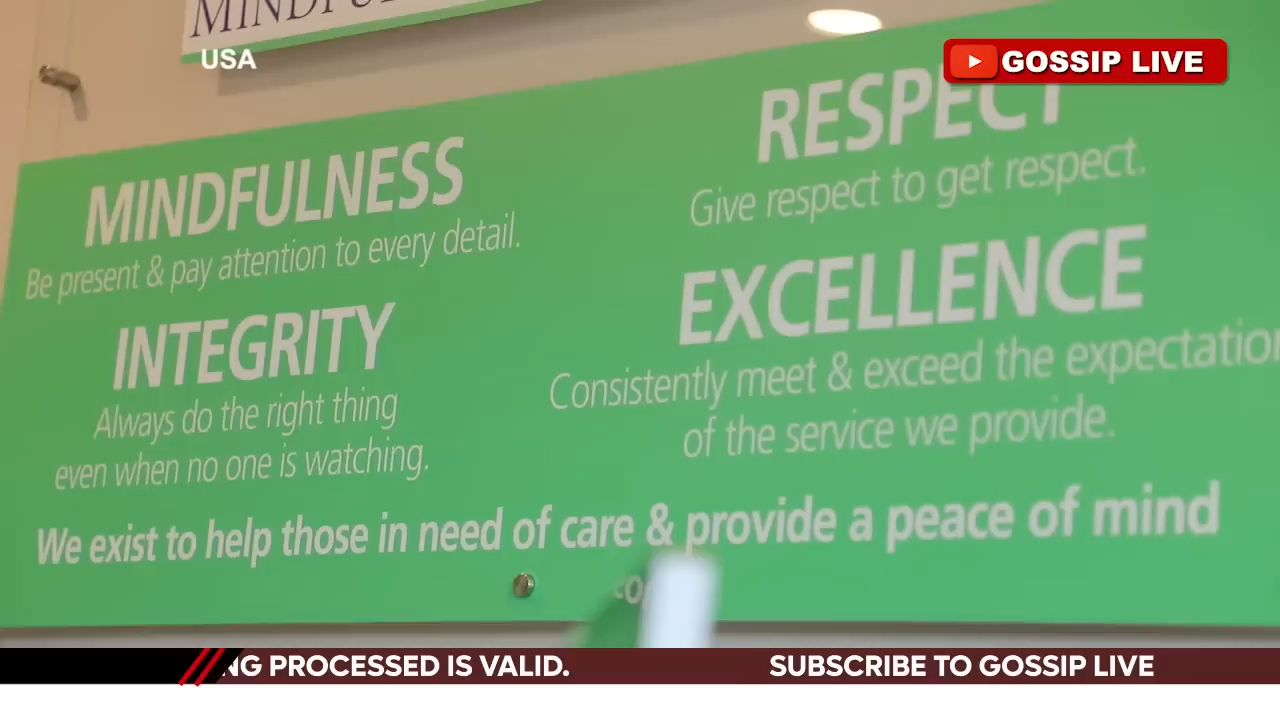 USA
GOSSIP LIVE
MINDFULNESS
Be present & pay attention to every detail.
INTEGRITY
Always do the right thing
even when no one is watching.
RESPECT
Give respect to get respect.
EXCELLENCE
Consistently meet & exceed the
of the service we provide.
We exist to help those in need of care & provide a peace of mind
PROCESSED IS VALID.
SUBSCRIBE TO GOSSIP LIVE